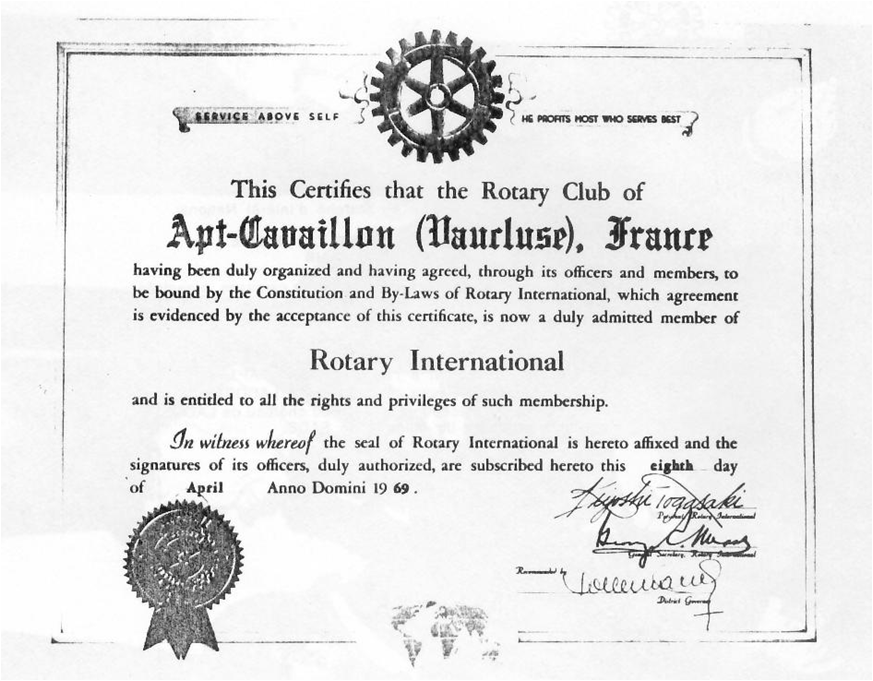 SERVICE ABOVE SELF
HE PROFITS MOST WHO SERVES BEST
This Certifies that the Rotary Club of
Apt-Cavaillon (Vaucluse), France
having been duly organized and having agreed, through its officers and members, to
be bound by the Constitution and By-Laws of Rotary International, which agreement
is evidenced by the acceptance of this certificate, is now a duly admitted member of
Rotary International
and is entitled to all the rights and privileges of such membership.
In witness whereof the seal of Rotary International is hereto affixed and the
signatures of its officers, duly authorized, are subscribed hereto this eighth day
of April Anno Domini 19 69.
Kiyoshi Togasaki
President, Rotary International
George C. Means
General Secretary, Rotary International
Recommended by
District Governor